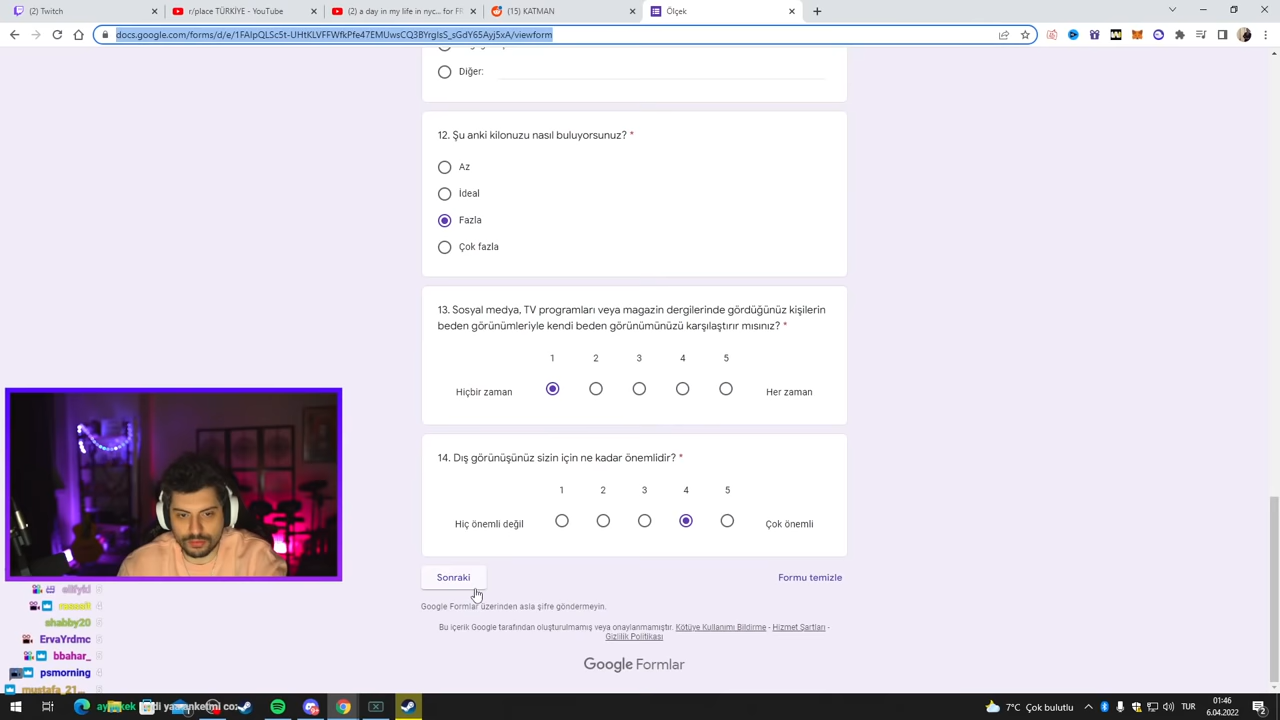 (2) Twitch
r/place TÜRKİYE - YouTube
(2) a day in my life in nyc... - YouTube
(15) KATMAN
Ölçek
docs.google.com/forms/d/e/1FAIpQLSc5t-UHtKLVFFWfkPfe47EMUwsCQ3BYrglsS_sGdY65Ayj5xA/viewform
Diğer:
12. Şu anki kilonuzu nasıl buluyorsunuz? *
Az
İdeal
Fazla
Çok fazla
13. Sosyal medya, TV programları veya magazin dergilerinde gördüğünüz kişilerin
beden görünümleriyle kendi beden görünümünüzü karşılaştırır mısınız? *
1 2 3 4 5
Hiçbir zaman Her zaman
14. Dış görünüşünüz sizin için ne kadar önemlidir? *
1 2 3 4 5
Hiç önemli değil Çok önemli
Sonraki Formu temizle
Google Formlar üzerinden asla şifre göndermeyin.
Bu içerik Google tarafından oluşturulmamış veya onaylanmamıştır. Kötüye Kullanımı Bildirme - Hizmet Şartları -
Gizlilik Politikası
Google Formlar
elifyki
shabby20
ErvaYrdmc
bbahar_
psmorning
mustafa_21...
7°C Çok bulutlu
01:46
6.04.2022